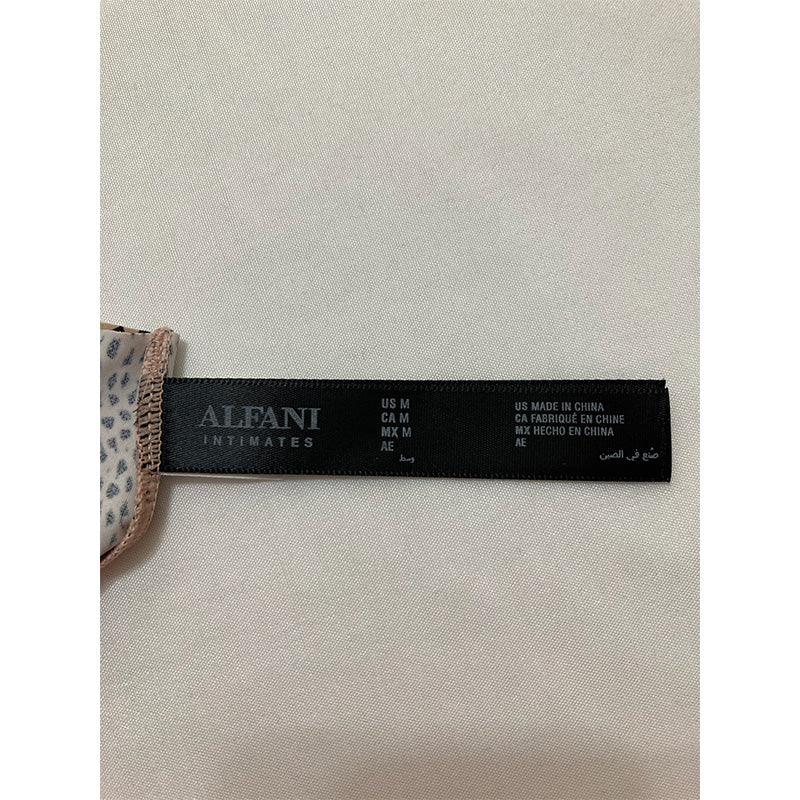 ALFANI
INTIMATES
US M
CA M
MX M
AE
وسط
US MADE IN CHINA
CA FABRIQUÉ EN CHINE
MX HECHO EN CHINA
AE
صُنع في الصين